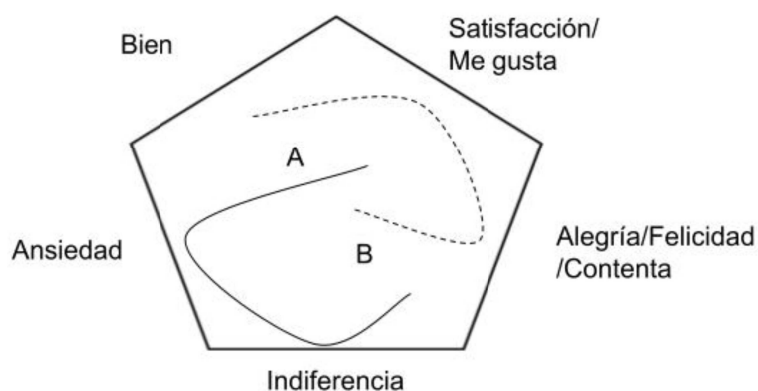 Bien
Satisfacción/
Me gusta
A
Ansiedad
B
Alegría/Felicidad
/Contenta
Indiferencia